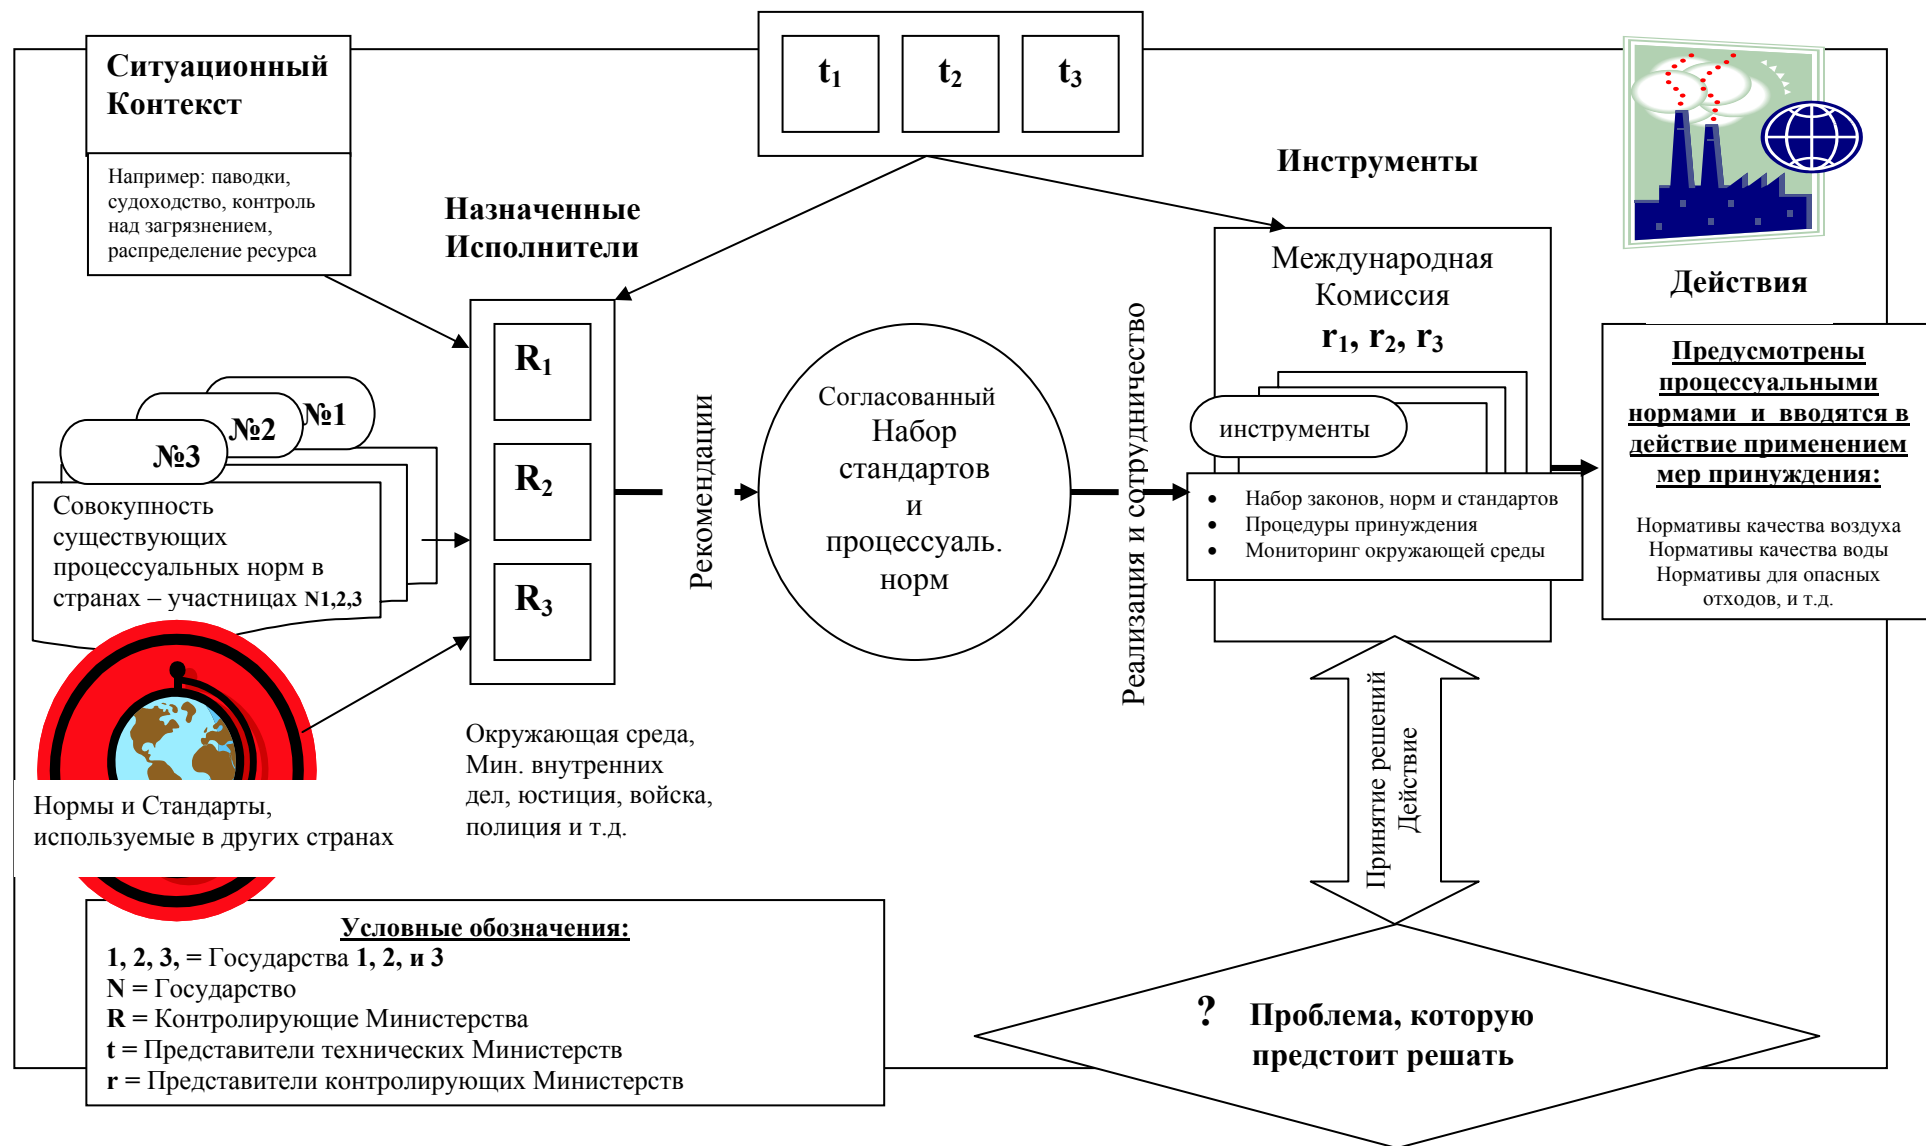 Ситуационный
Контекст
Например: паводки,
судоходство, контроль
над загрязнением,
распределение ресурса
t1 t2 t3
Назначенные
Исполнители
Инструменты
Действия
№1
№2
№3
Совокупность
существующих
процессуальных норм в
странах – участницах N1,2,3
Нормы и Стандарты,
используемые в других странах
R1
R2
R3
Окружающая среда,
Мин. внутренних
дел, юстиция, войска,
полиция и т.д.
Рекомендации
Согласованный
Набор
стандартов
и
процессуаль.
норм
Реализация и сотрудничество
Международная
Комиссия
r1, r2, r3
инструменты
• Набор законов, норм и стандартов
• Процедуры принуждения
• Мониторинг окружающей среды
Предусмотрены
процессуальными
нормами и вводятся в
действие применением
мер принуждения:
Нормативы качества воздуха
Нормативы качества воды
Нормативы для опасных
отходов, и т.д.
Принятие решений
Действие
? Проблема, которую
предстоит решать
Условные обозначения:
1, 2, 3, = Государства 1, 2, и 3
N = Государство
R = Контролирующие Министерства
t = Представители технических Министерств
r = Представители контролирующих Министерств